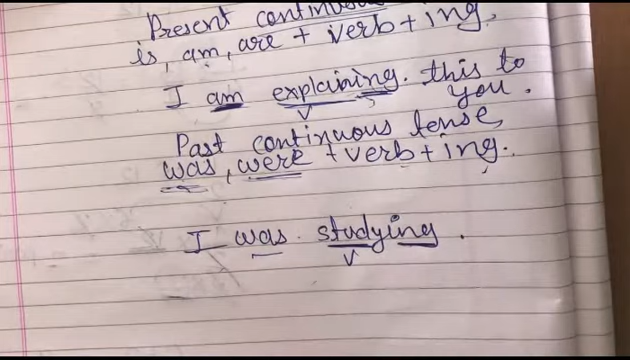 Present continuous
is, am, are + verb + ing.
I am explaining. this to
you.
Past continuous tense
was, were + verb + ing.
I was studying.
V
V